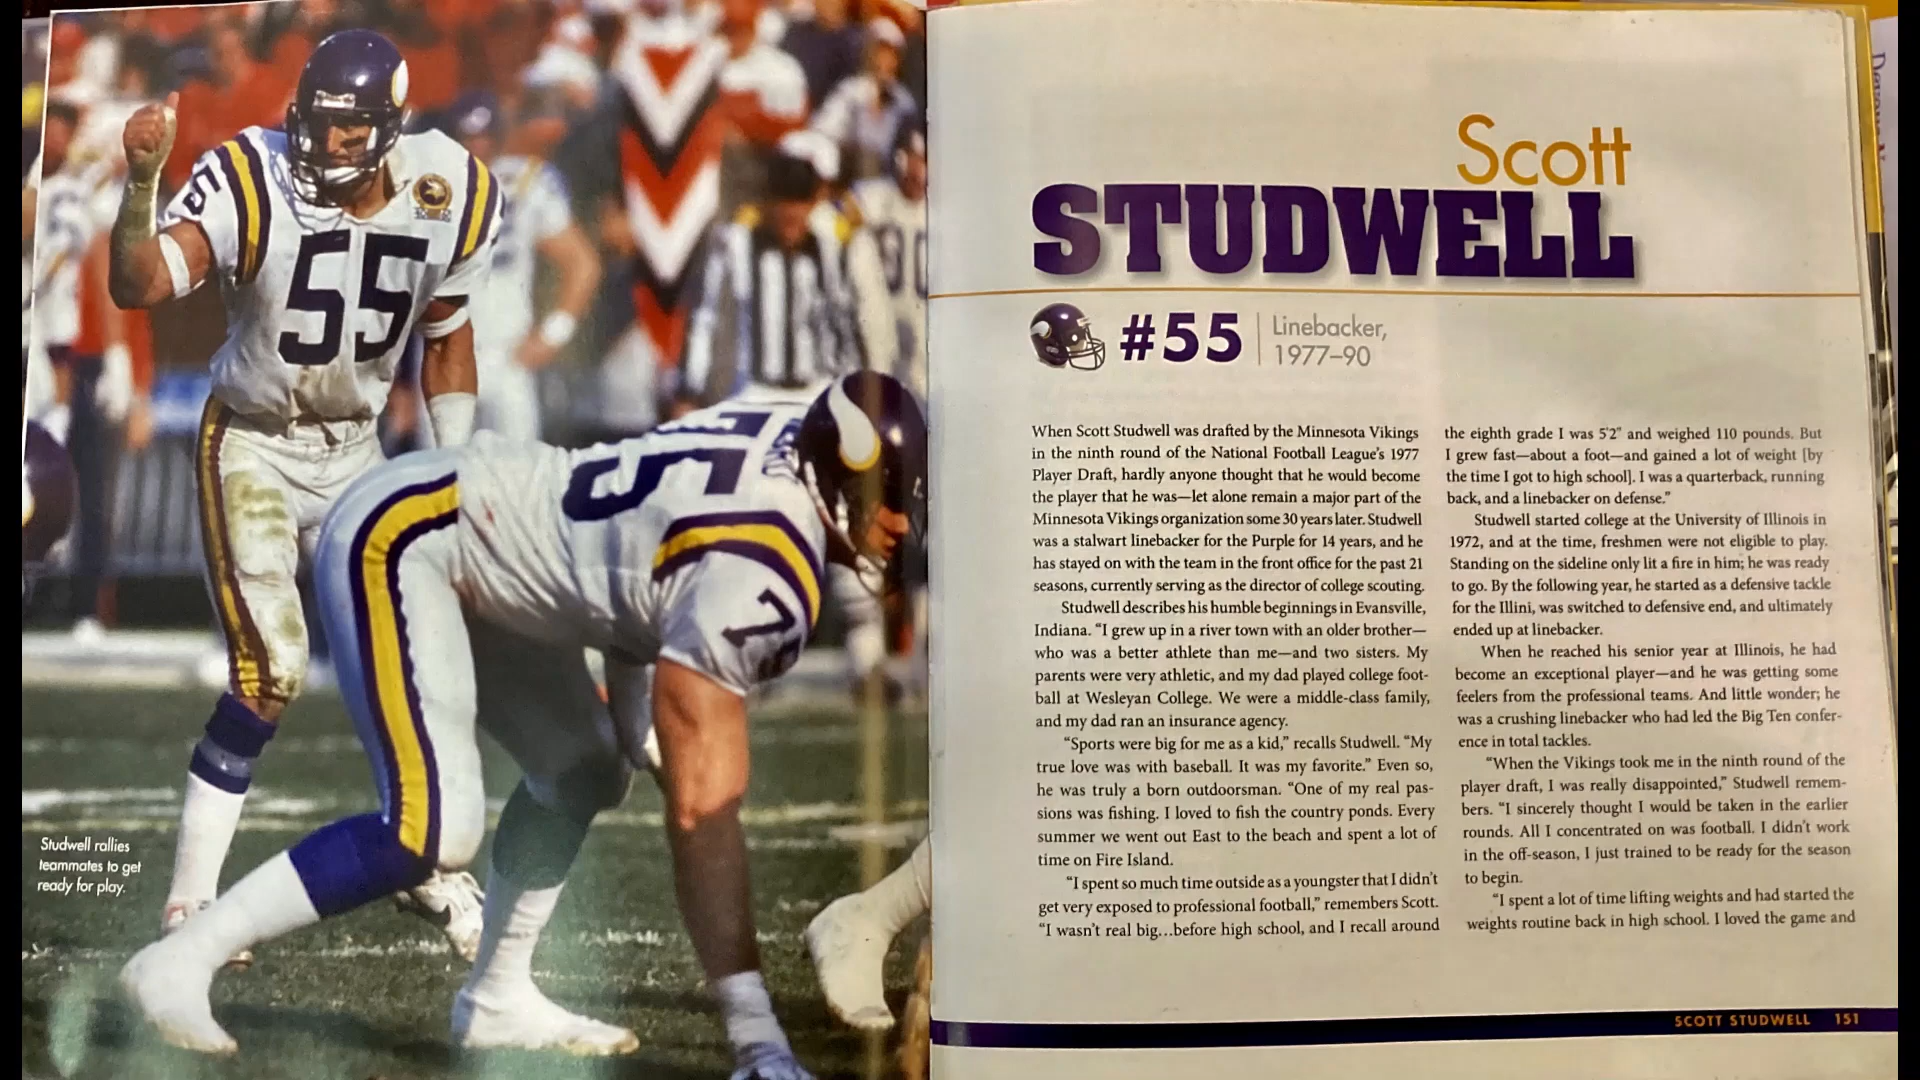 55
5
75
7
90
Studwell rallies
teammates to get
ready for play.
Scott
STUDWELL
#55
Linebacker,
1977–90
When Scott Studwell was drafted by the Minnesota Vikings
in the ninth round of the National Football League's 1977
Player Draft, hardly anyone thought that he would become
the player that he was—let alone remain a major part of the
Minnesota Vikings organization some 30 years later. Studwell
was a stalwart linebacker for the Purple for 14 years, and he
has stayed on with the team in the front office for the past 21
seasons, currently serving as the director of college scouting.
Studwell describes his humble beginnings in Evansville,
Indiana. “I grew up in a river town with an older brother—
who was a better athlete than me—and two sisters. My
parents were very athletic, and my dad played college foot-
ball at Wesleyan College. We were a middle-class family,
and my dad ran an insurance agency.
“Sports were big for me as a kid,” recalls Studwell. “My
true love was with baseball. It was my favorite.” Even so,
he was truly a born outdoorsman. “One of my real pas-
sions was fishing. I loved to fish the country ponds. Every
summer we went out East to the beach and spent a lot of
time on Fire Island.
“I spent so much time outside as a youngster that I didn't
get very exposed to professional football,” remembers Scott.
“I wasn't real big…before high school, and I recall around
the eighth grade I was 5'2" and weighed 110 pounds. But
I grew fast—about a foot—and gained a lot of weight [by
the time I got to high school]. I was a quarterback, running
back, and a linebacker on defense.”
Studwell started college at the University of Illinois in
1972, and at the time, freshmen were not eligible to play.
Standing on the sideline only lit a fire in him; he was ready
to go. By the following year, he started as a defensive tackle
for the Illini, was switched to defensive end, and ultimately
ended up at linebacker.
When he reached his senior year at Illinois, he had
become an exceptional player—and he was getting some
feelers from the professional teams. And little wonder; he
was a crushing linebacker who had led the Big Ten confer-
ence in total tackles.
“When the Vikings took me in the ninth round of the
player draft, I was really disappointed,” Studwell remem-
bers. “I sincerely thought I would be taken in the earlier
rounds. All I concentrated on was football. I didn't work
in the off-season, I just trained to be ready for the season
to begin.
“I spent a lot of time lifting weights and had started the
weights routine back in high school. I loved the game and
SCOTT STUDWELL 151